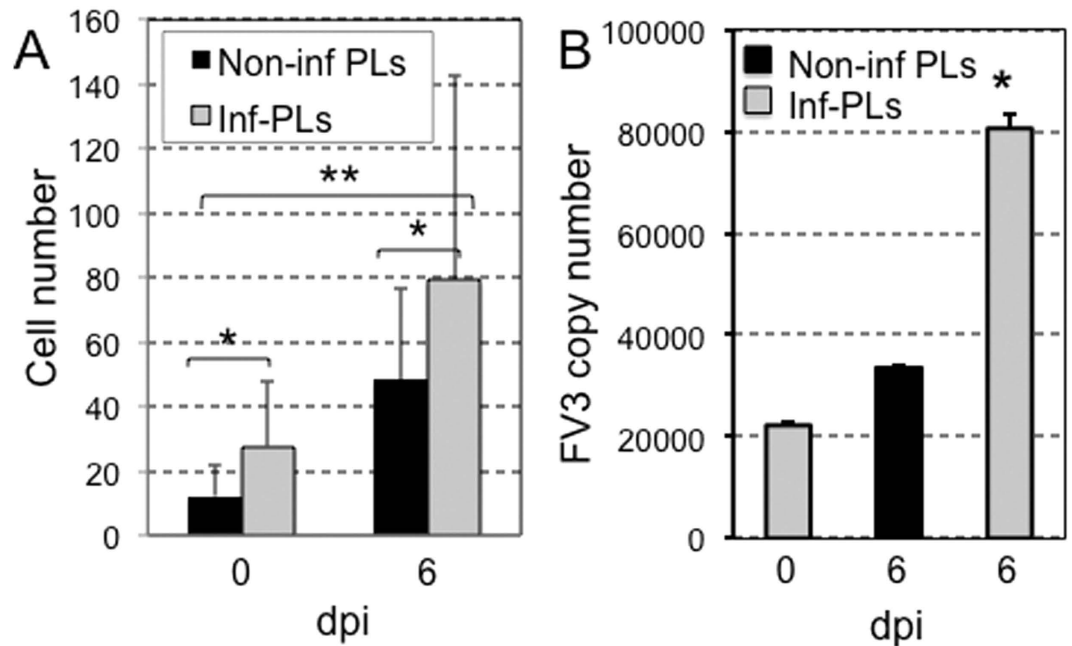 A
Cell number
160
140
120
100
80
60
40
20
0
Non-inf PLs
Inf-PLs
**
*
*
0 6
dpi
B
FV3 copy number
100000
80000
60000
40000
20000
0
Non-inf PLs
Inf-PLs
*
0 6 6
dpi